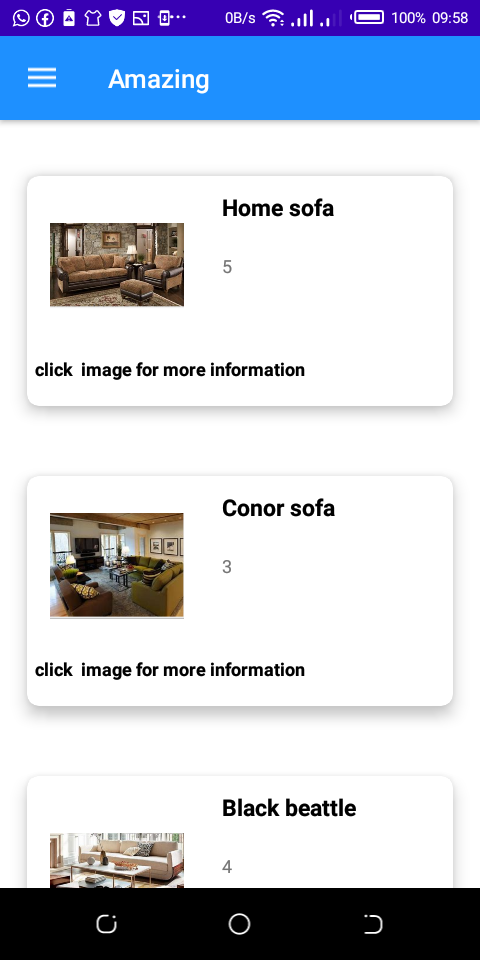 0B/s 100% 09:58
Amazing
Home sofa
5
click image for more information
Conor sofa
3
click image for more information
Black beattle
4